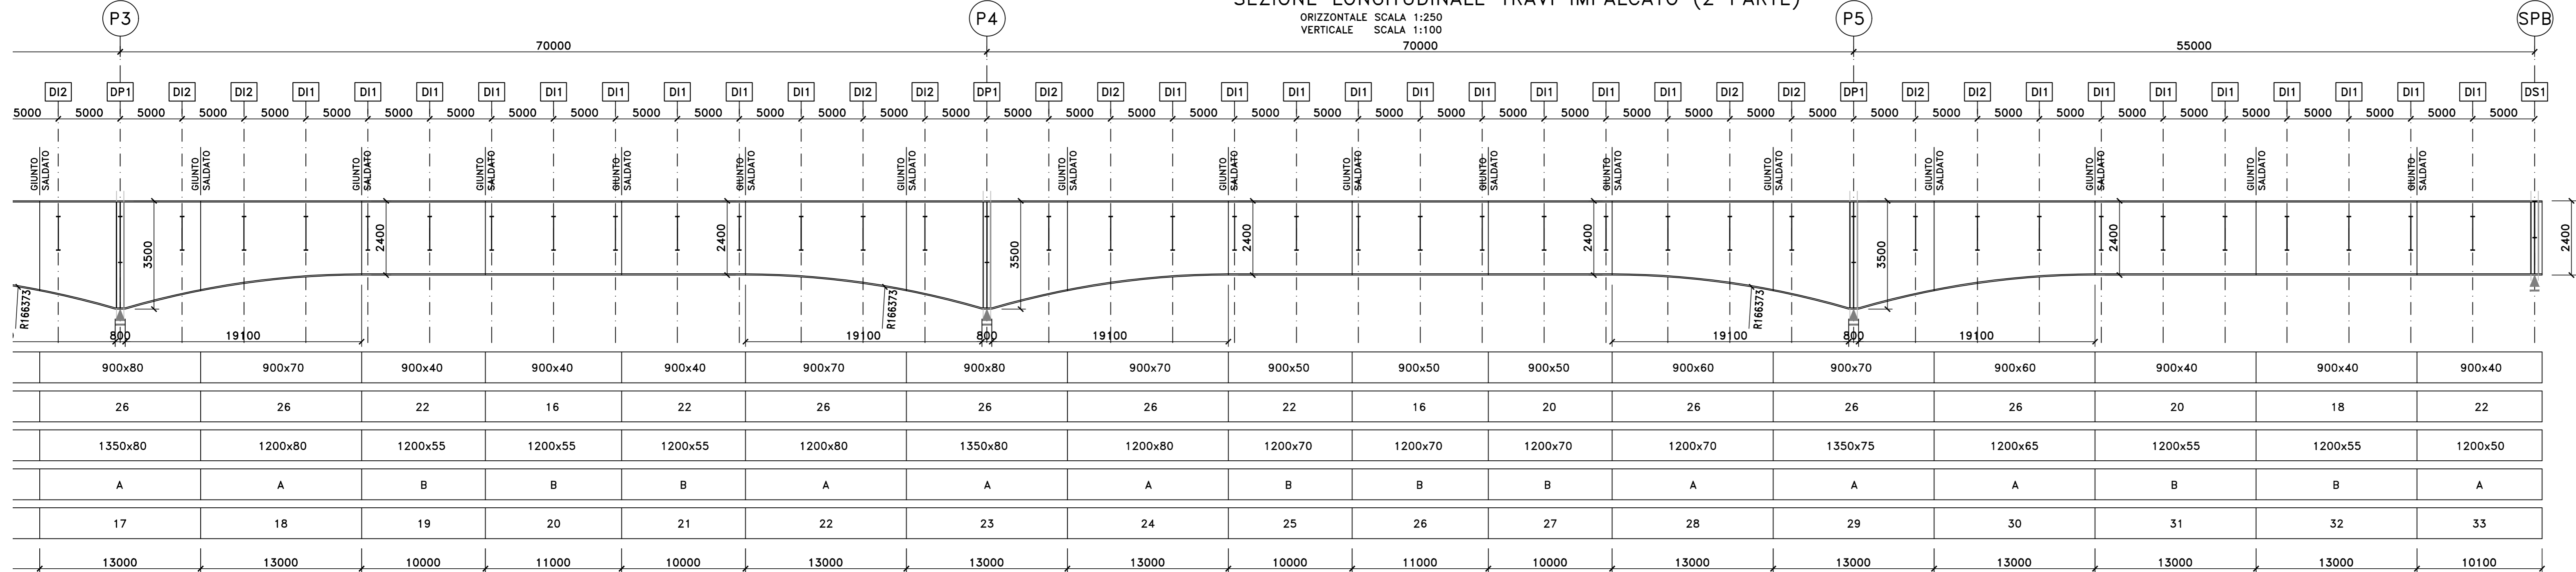 SEZIONE LONGITUDINALE TRAVI IMPALCATO (2 PARTE)
ORIZZONTALE SCALA 1:250
VERTICALE SCALA 1:100
P3 P4 P5 SPB
70000 70000 55000
DI2 DP1 DI2 DI2 DI1 DI1 DI1 DI1 DI1 DI1 DI1 DI1 DI1 DI2 DI2 DP1 DI2 DI2 DI1 DI1 DI1 DI1 DI1 DI1 DI1 DI1 DI1 DI2 DI2 DP1 DI2 DI2 DI1 DI1 DI1 DI1 DI1 DI1 DI1 DI1 DS1
5000 5000 5000 5000 5000 5000 5000 5000 5000 5000 5000 5000 5000 5000 5000 5000 5000 5000 5000 5000 5000 5000 5000 5000 5000 5000 5000 5000 5000 5000 5000 5000 5000 5000 5000 5000 5000 5000 5000 5000 5000
GIUNTO
SALDATO
GIUNTO
SALDATO
GIUNTO
SALDATO
GIUNTO
SALDATO
GIUNTO
SALDATO
GIUNTO
SALDATO
GIUNTO
SALDATO
GIUNTO
SALDATO
GIUNTO
SALDATO
GIUNTO
SALDATO
GIUNTO
SALDATO
GIUNTO
SALDATO
GIUNTO
SALDATO
GIUNTO
SALDATO
GIUNTO
SALDATO
GIUNTO
SALDATO
GIUNTO
SALDATO
3500 2400 2400 3500 2400 2400 3500 2400 2400
R166373 R166373 R166373
800 19100 19100 800 19100 19100 800 19100
900x80 900x70 900x40 900x40 900x40 900x70 900x80 900x70 900x50 900x50 900x50 900x60 900x70 900x60 900x40 900x40 900x40
26 26 22 16 22 26 26 26 22 16 20 26 26 26 20 18 22
1350x80 1200x80 1200x55 1200x55 1200x55 1200x80 1350x80 1200x80 1200x70 1200x70 1200x70 1200x70 1350x75 1200x65 1200x55 1200x55 1200x50
A A B B B A A A B B B A A A B B A
17 18 19 20 21 22 23 24 25 26 27 28 29 30 31 32 33
13000 13000 10000 11000 10000 13000 13000 13000 10000 11000 10000 13000 13000 13000 13000 13000 10100